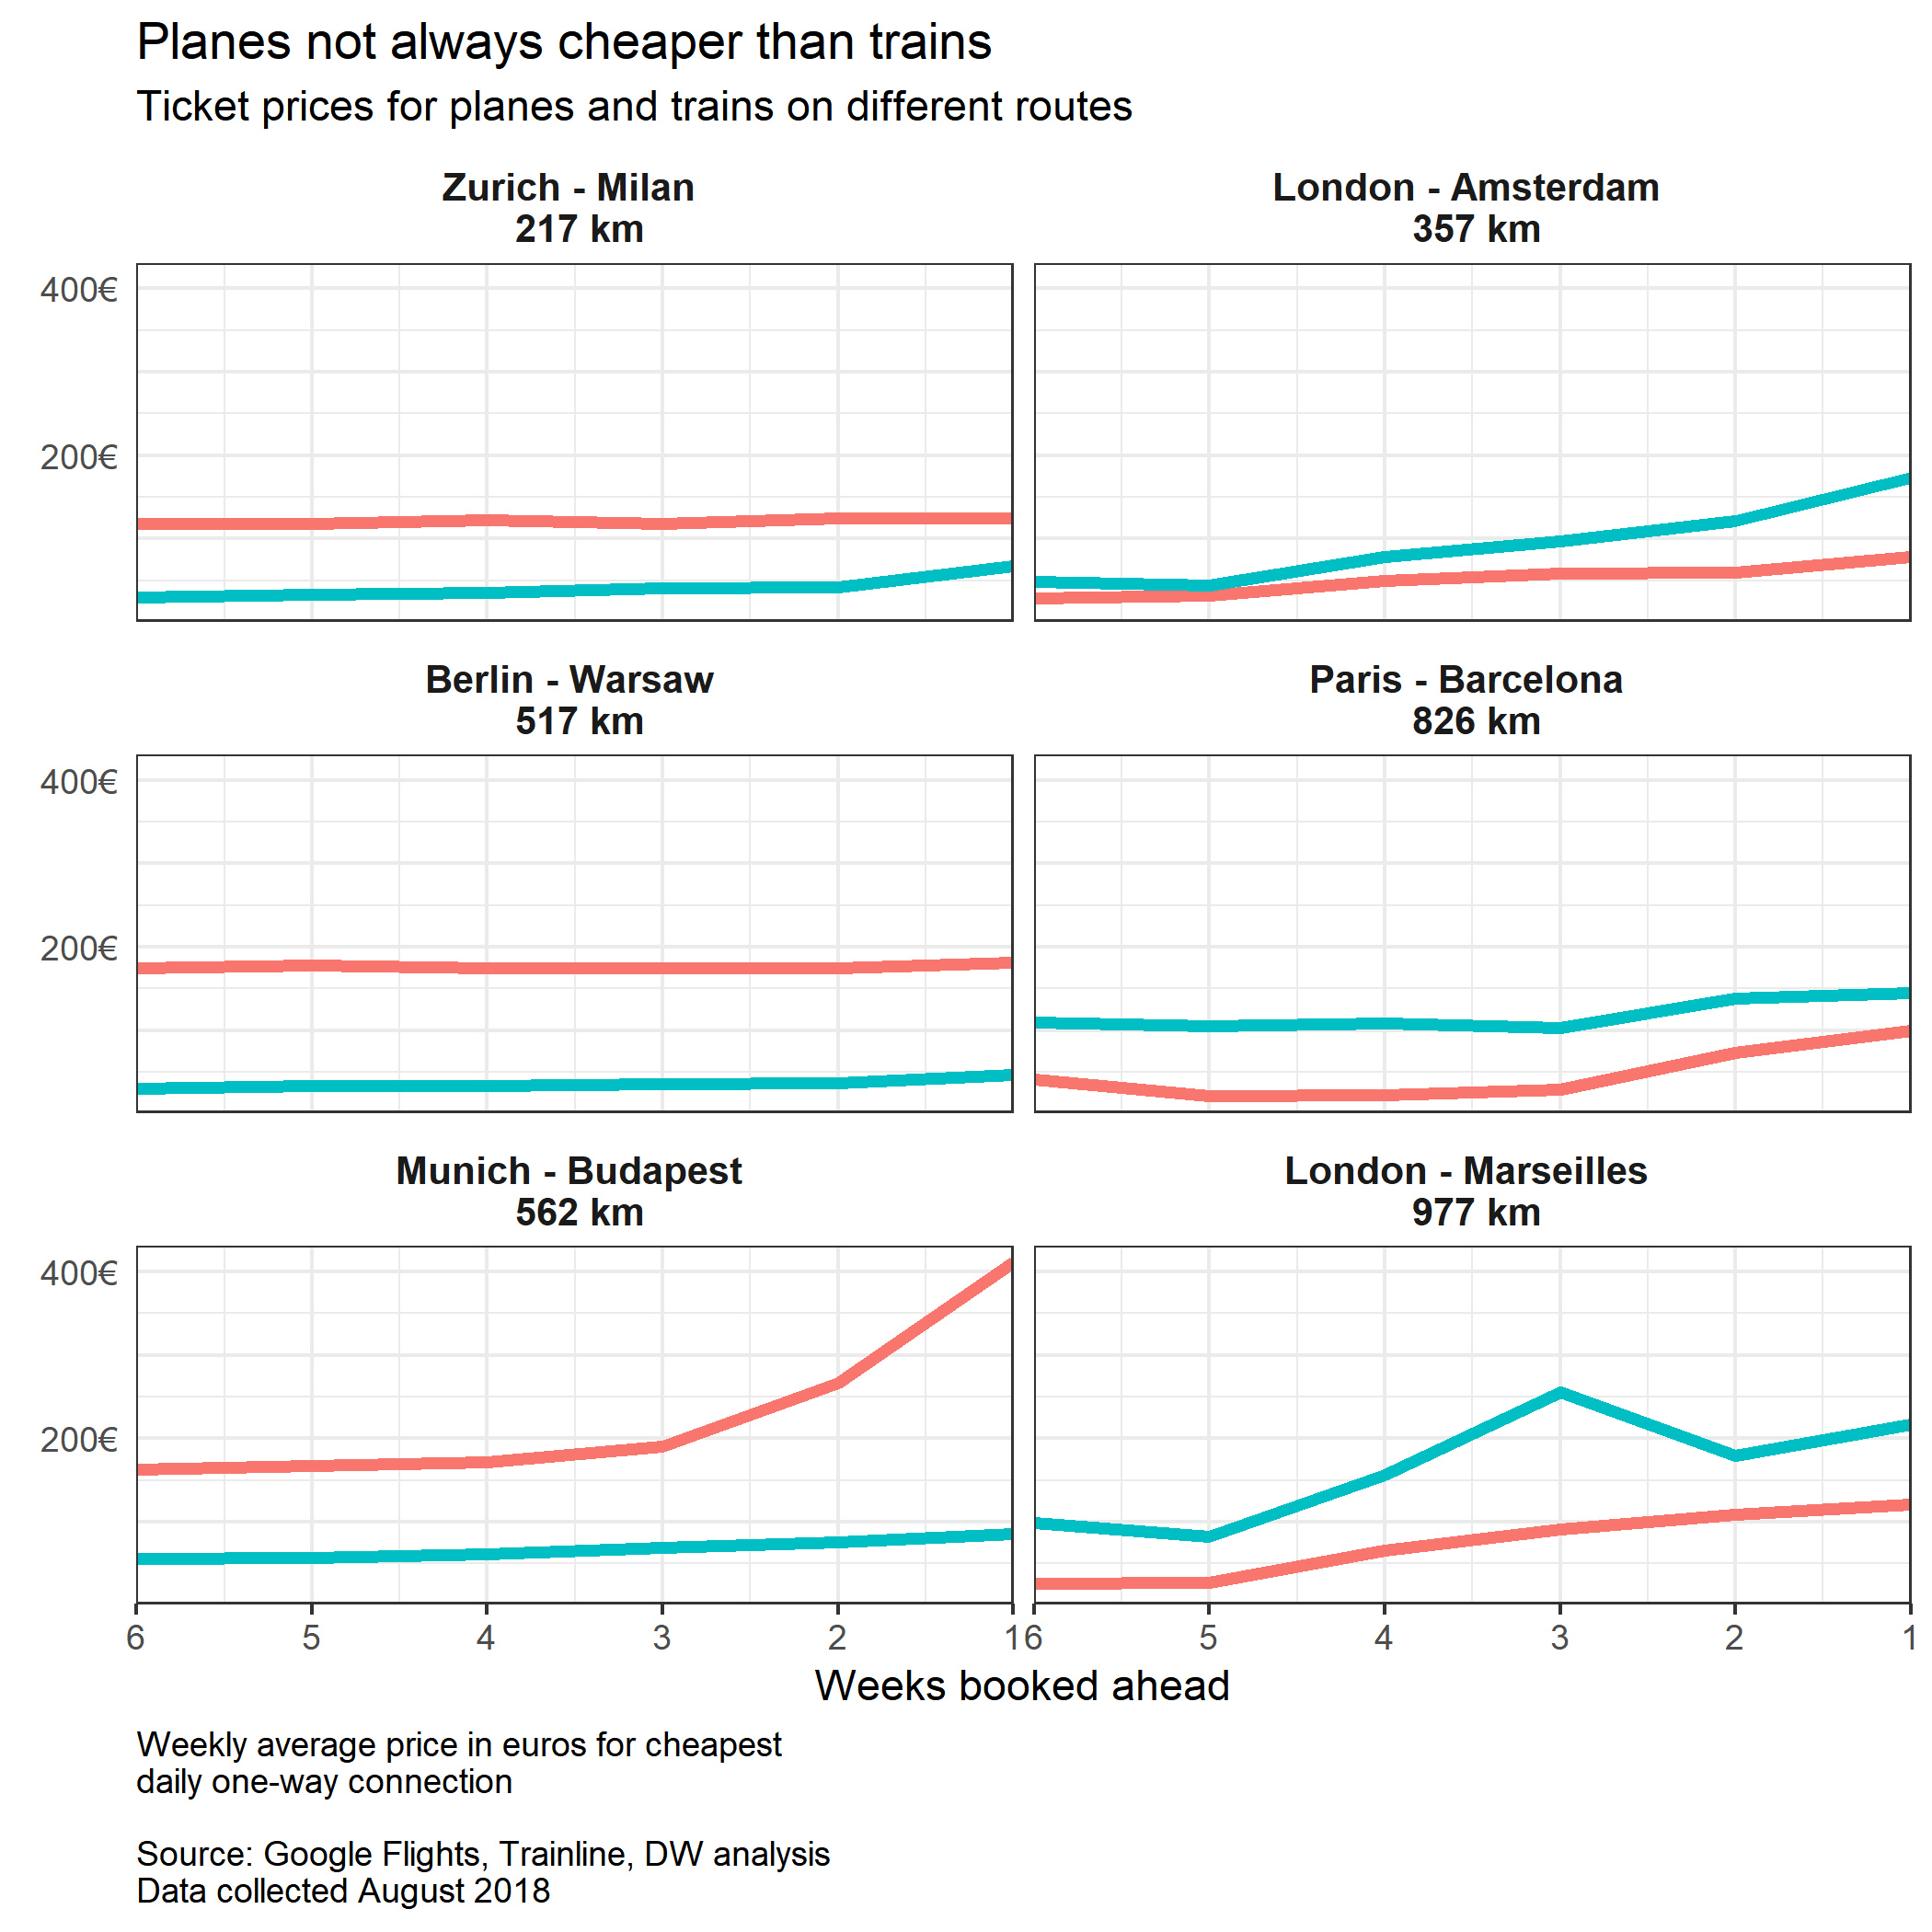 Planes not always cheaper than trains
Ticket prices for planes and trains on different routes
Zurich - Milan
217 km
London - Amsterdam
357 km
400€
200€
Berlin - Warsaw
517 km
Paris - Barcelona
826 km
400€
200€
Munich - Budapest
562 km
London - Marseilles
977 km
400€
200€
6 5 4 3 2 1 6 5 4 3 2 1
Weeks booked ahead
Weekly average price in euros for cheapest
daily one-way connection
Source: Google Flights, Trainline, DW analysis
Data collected August 2018